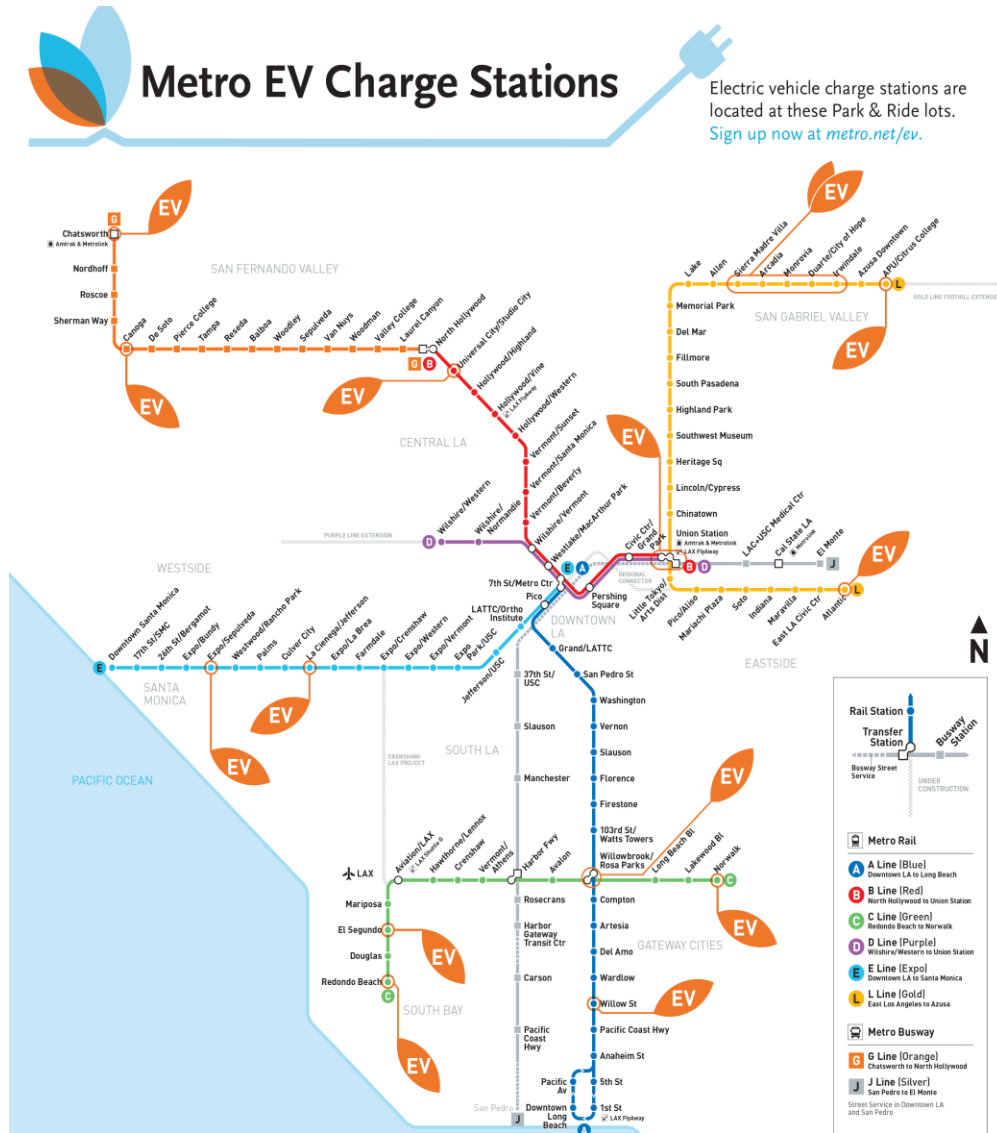 Metro EV Charge Stations
Electric vehicle charge stations are
located at these Park & Ride lots.
Sign up now at metro.net/ev.
EV
EV
G
Chatsworth
Amtrak & Metrolink
Nordhoff
Roscoe
Sherman Way
SAN FERNANDO VALLEY
Canoga
De Soto
Pierce College
Tampa
Reseda
Balboa
Woodley
Sepulveda
Van Nuys
Woodman
Valley College
Laurel Canyon
North Hollywood
G
B
EV
EV
Universal City/Studio City
Hollywood/Highland
Hollywood/Vine
LAX FlyAway
Hollywood/Western
Vermont/Sunset
Vermont/Santa Monica
Vermont/Beverly
CENTRAL LA
Lake
Allen
Sierra Madre Villa
Arcadia
Monrovia
Duarte/City of Hope
Irwindale
Azusa Downtown
APU/Citrus College
L
GOLD LINE FOOTHILL EXTENS
SAN GABRIEL VALLEY
EV
Memorial Park
Del Mar
Fillmore
South Pasadena
Highland Park
Southwest Museum
Heritage Sq
Lincoln/Cypress
Chinatown
EV
Union Station
Amtrak & Metrolink
LAX FlyAway
PURPLE LINE EXTENSION
D
Wilshire/Western
Wilshire/
Normandie
Wilshire/Vermont
Westlake/MacArthur Park
Civic Ctr/
Grand
Park
E
A
REGIONAL
CONNECTOR
B
D
LAC+USC Medical Ctr
Cal State LA
Metrolink
El Monte
J
EV
7th St/Metro Ctr
Pico
Pershing
Square
Little Tokyo/
Arts Dist
Pico/Aliso
Mariachi Plaza
Soto
Indiana
Maravilla
East LA Civic Ctr
Atlantic
L
EASTSIDE
DOWNTOWN
LA
WESTSIDE
E
Downtown Santa Monica
17th St/SMC
26th St/Bergamot
Expo/Bundy
Expo/Sepulveda
Westwood/Rancho Park
Palms
Culver City
La Cienega/Jefferson
Expo/La Brea
Farmdale
Expo/Crenshaw
Expo/Western
Expo/Vermont
Expo
Park/USC
Jefferson/USC
LATTC/Ortho
Institute
SANTA
MONICA
EV
EV
PACIFIC OCEAN
CRENSHAW/
LAX PROJECT
37th St/
USC
Slauson
Manchester
SOUTH LA
Grand/LATTC
San Pedro St
Washington
Vernon
Slauson
Florence
Firestone
103rd St/
Watts Towers
Willowbrook/
Rosa Parks
EV
LAX
Aviation/LAX
LAX Shuttle G
Hawthorne/Lennox
Crenshaw
Vermont/
Athens
Harbor Fwy
Avalon
Long Beach Bl
Lakewood Bl
Norwalk
C
EV
Mariposa
El Segundo
Douglas
Redondo Beach
C
EV
EV
SOUTH BAY
Rosecrans
Harbor
Gateway
Transit Ctr
Carson
Pacific
Coast
Hwy
San Pedro
J
Compton
Artesia
Del Amo
Wardlow
Willow St
Pacific Coast Hwy
Anaheim St
5th St
1st St
LAX FlyAway
Pacific
Av
Downtown
Long
Beach
A
GATEWAY CITIES
EV
N
Rail Station
Transfer
Station
Busway
Station
Busway Street
Service
UNDER
CONSTRUCTION
Metro Rail
A
A Line (Blue)
Downtown LA to Long Beach
B
B Line (Red)
North Hollywood to Union Station
C
C Line (Green)
Redondo Beach to Norwalk
D
D Line (Purple)
Wilshire/Western to Union Station
E
E Line (Expo)
Downtown LA to Santa Monica
L
L Line (Gold)
East Los Angeles to Azusa
Metro Busway
G
G Line (Orange)
Chatsworth to North Hollywood
J
J Line (Silver)
San Pedro to El Monte
Street Service in Downtown LA
and San Pedro